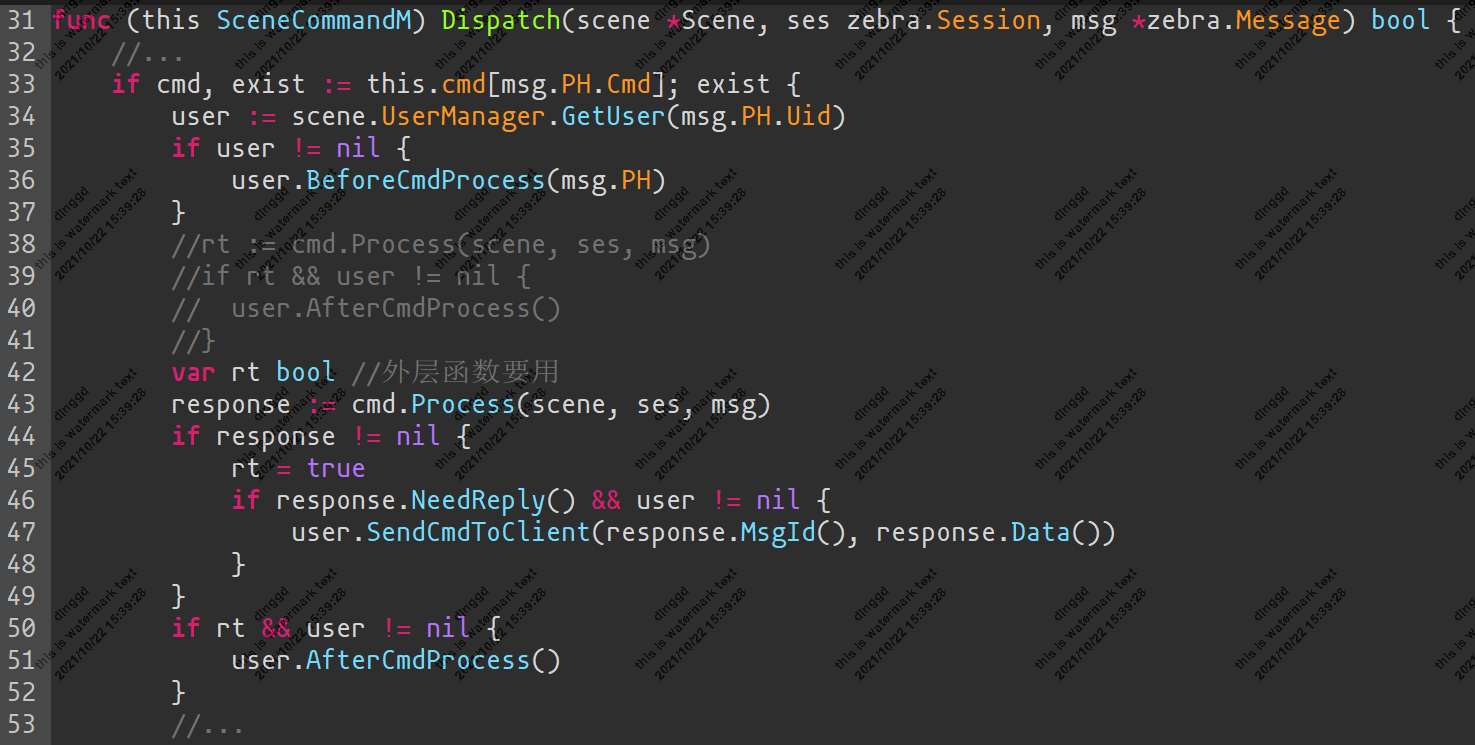 31 func (this SceneCommandM) Dispatch(scene *Scene, ses zebra.Session, msg *zebra.Message) bool {
32     //...
33     if cmd, exist := this.cmd[msg.PH.Cmd]; exist {
34         user := scene.UserManager.GetUser(msg.PH.Uid)
35         if user != nil {
36             user.BeforeCmdProcess(msg.PH)
37         }
38         //rt := cmd.Process(scene, ses, msg)
39         //if rt && user != nil {
40         //  user.AfterCmdProcess()
41         //}
42         var rt bool //外层函数要用
43         response := cmd.Process(scene, ses, msg)
44         if response != nil {
45             rt = true
46             if response.NeedReply() && user != nil {
47                 user.SendCmdToClient(response.MsgId(), response.Data())
48             }
49         }
50         if rt && user != nil {
51             user.AfterCmdProcess()
52         }
53         //...
dinggd
this is watermark text
2021/10/22 15:39:28